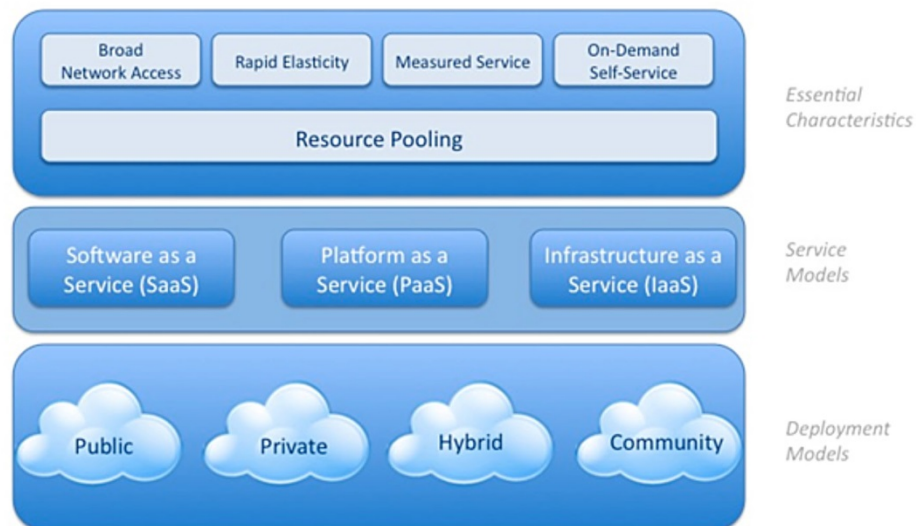 Broad
Network Access
Rapid Elasticity
Measured Service
On-Demand
Self-Service
Resource Pooling
Essential
Characteristics
Software as a
Service (SaaS)
Platform as a
Service (PaaS)
Infrastructure as a
Service (IaaS)
Service
Models
Public
Private
Hybrid
Community
Deployment
Models